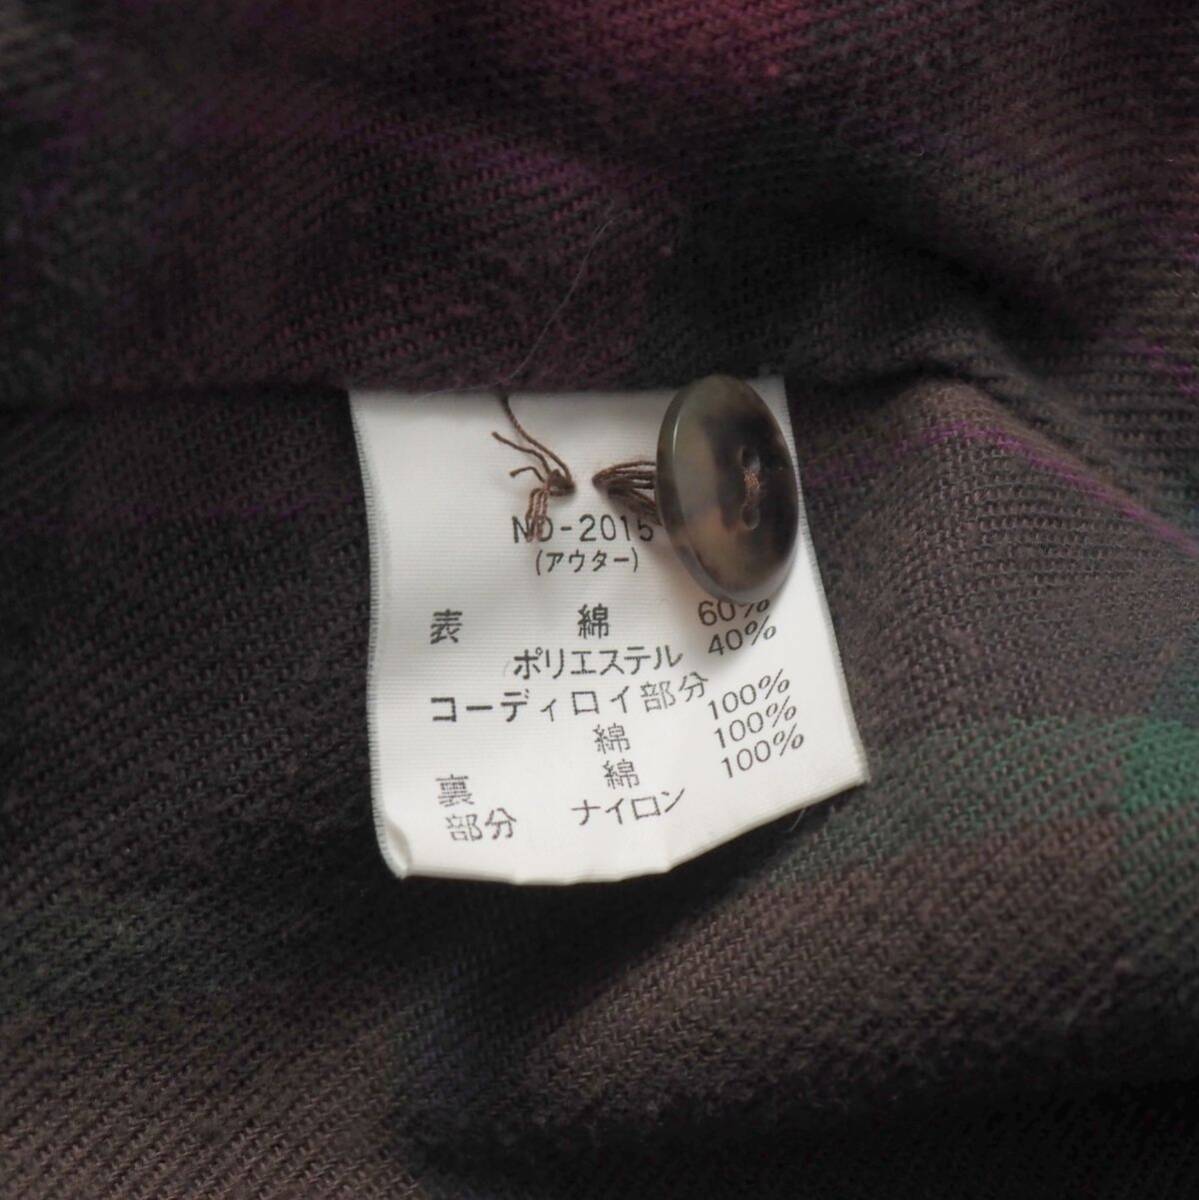 NO-2015
(アウター)
表 綿 60%
ポリエステル 40%
コーディロイ部分
綿 100%
裏 綿 100%
部分 ナイロン 100%